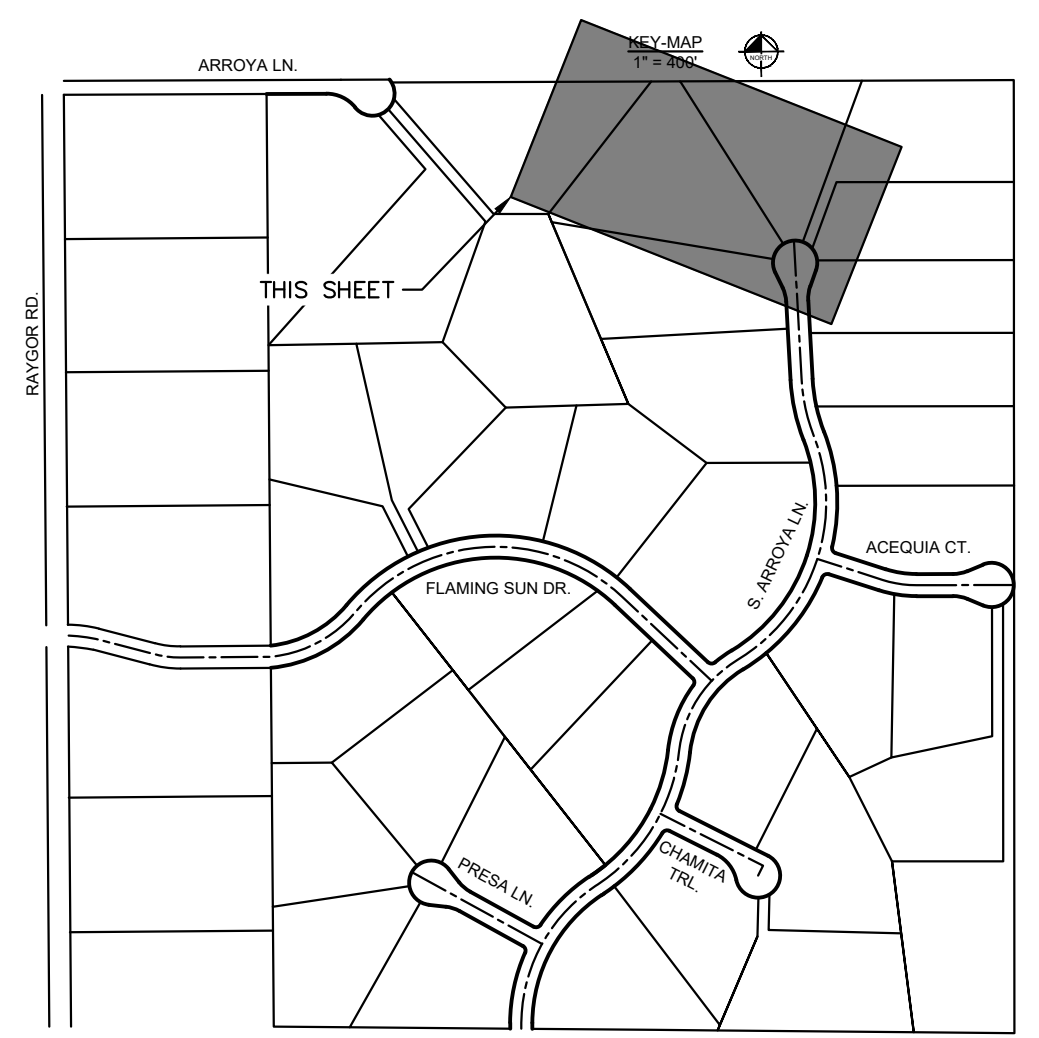 KEY-MAP
1" = 400'
NORTH
ARROYA LN.
THIS SHEET
RAYGOR RD.
S. ARROYA LN.
ACEQUIA CT.
FLAMING SUN DR.
CHAMITA
TRL.
PRESA LN.